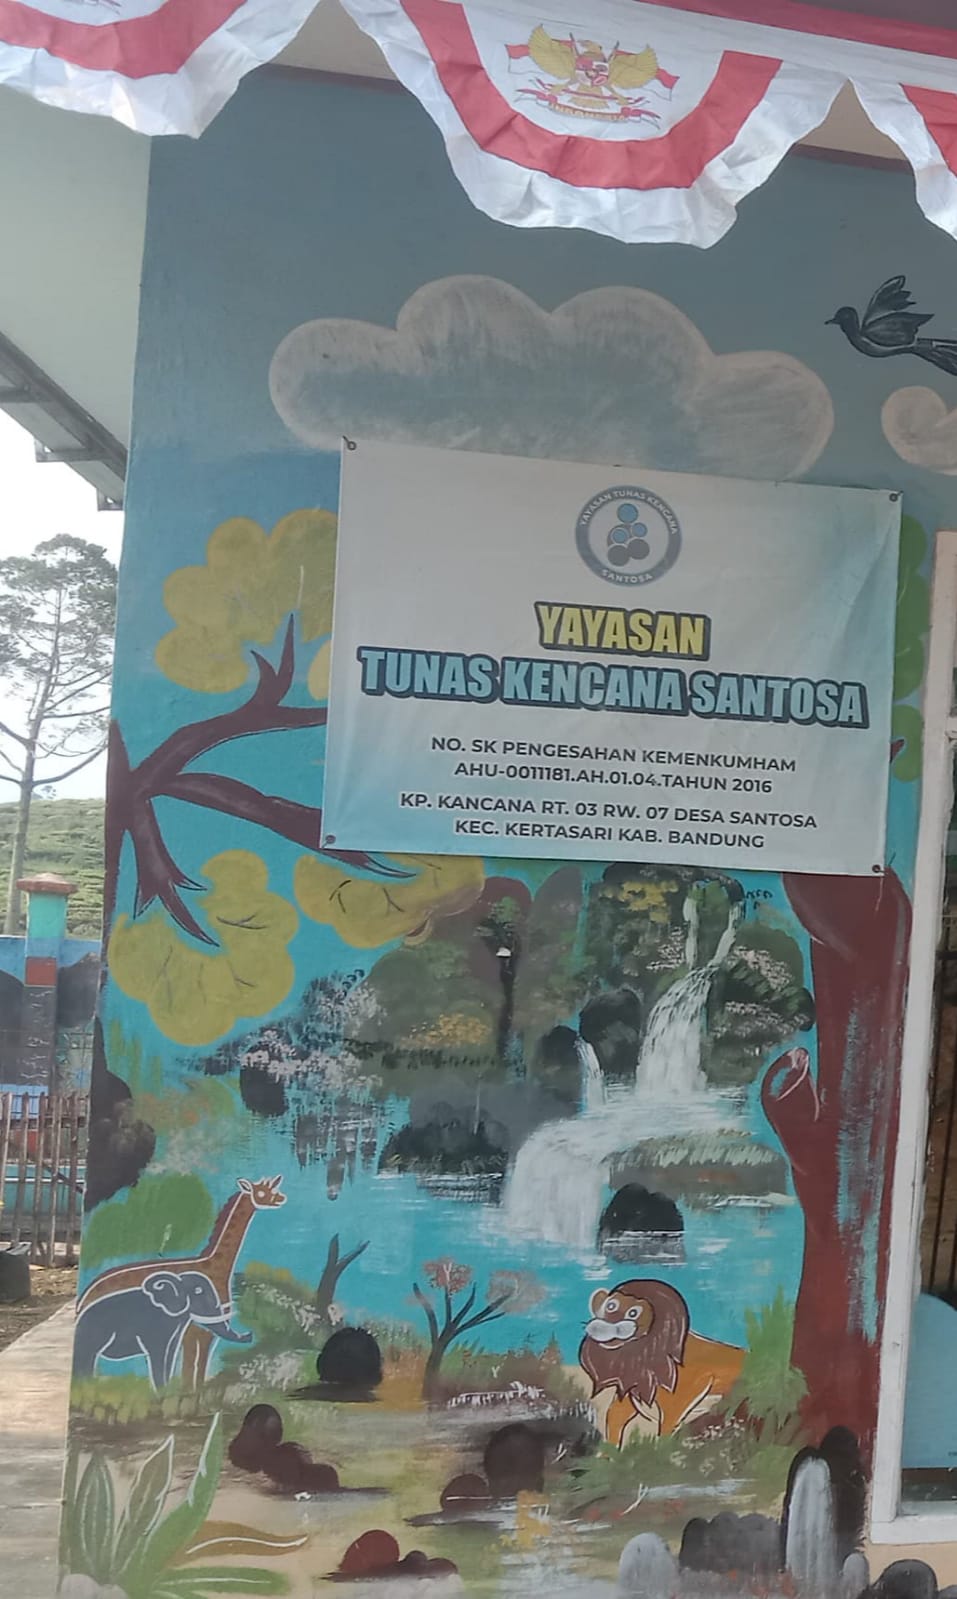 INDONESIA
YAYASAN TUNAS KENCANA
SANTOSA
YAYASAN
TUNAS KENCANA SANTOSA
NO. SK PENGESAHAN KEMENKUMHAM
AHU-0011181.AH.01.04.TAHUN 2016
KP. KANCANA RT. 03 RW. 07 DESA SANTOSA
KEC. KERTASARI KAB. BANDUNG